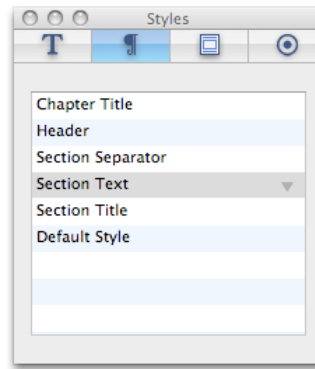 Styles
T ¶
Chapter Title
Header
Section Separator
Section Text
Section Title
Default Style